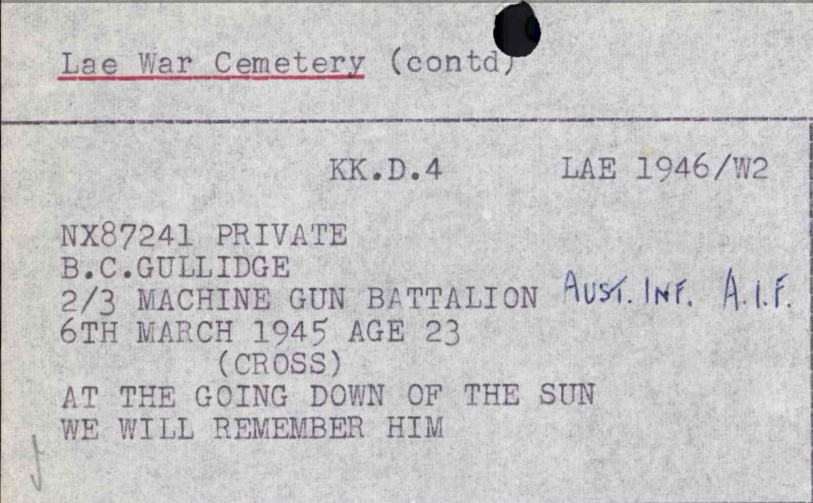 Lae War Cemetery (contd)
KK.D.4 LAE 1946/W2
NX87241 PRIVATE
B.C.GULLIDGE
2/3 MACHINE GUN BATTALION AUST. INF. A.I.F.
6TH MARCH 1945 AGE 23
(CROSS)
AT THE GOING DOWN OF THE SUN
WE WILL REMEMBER HIM